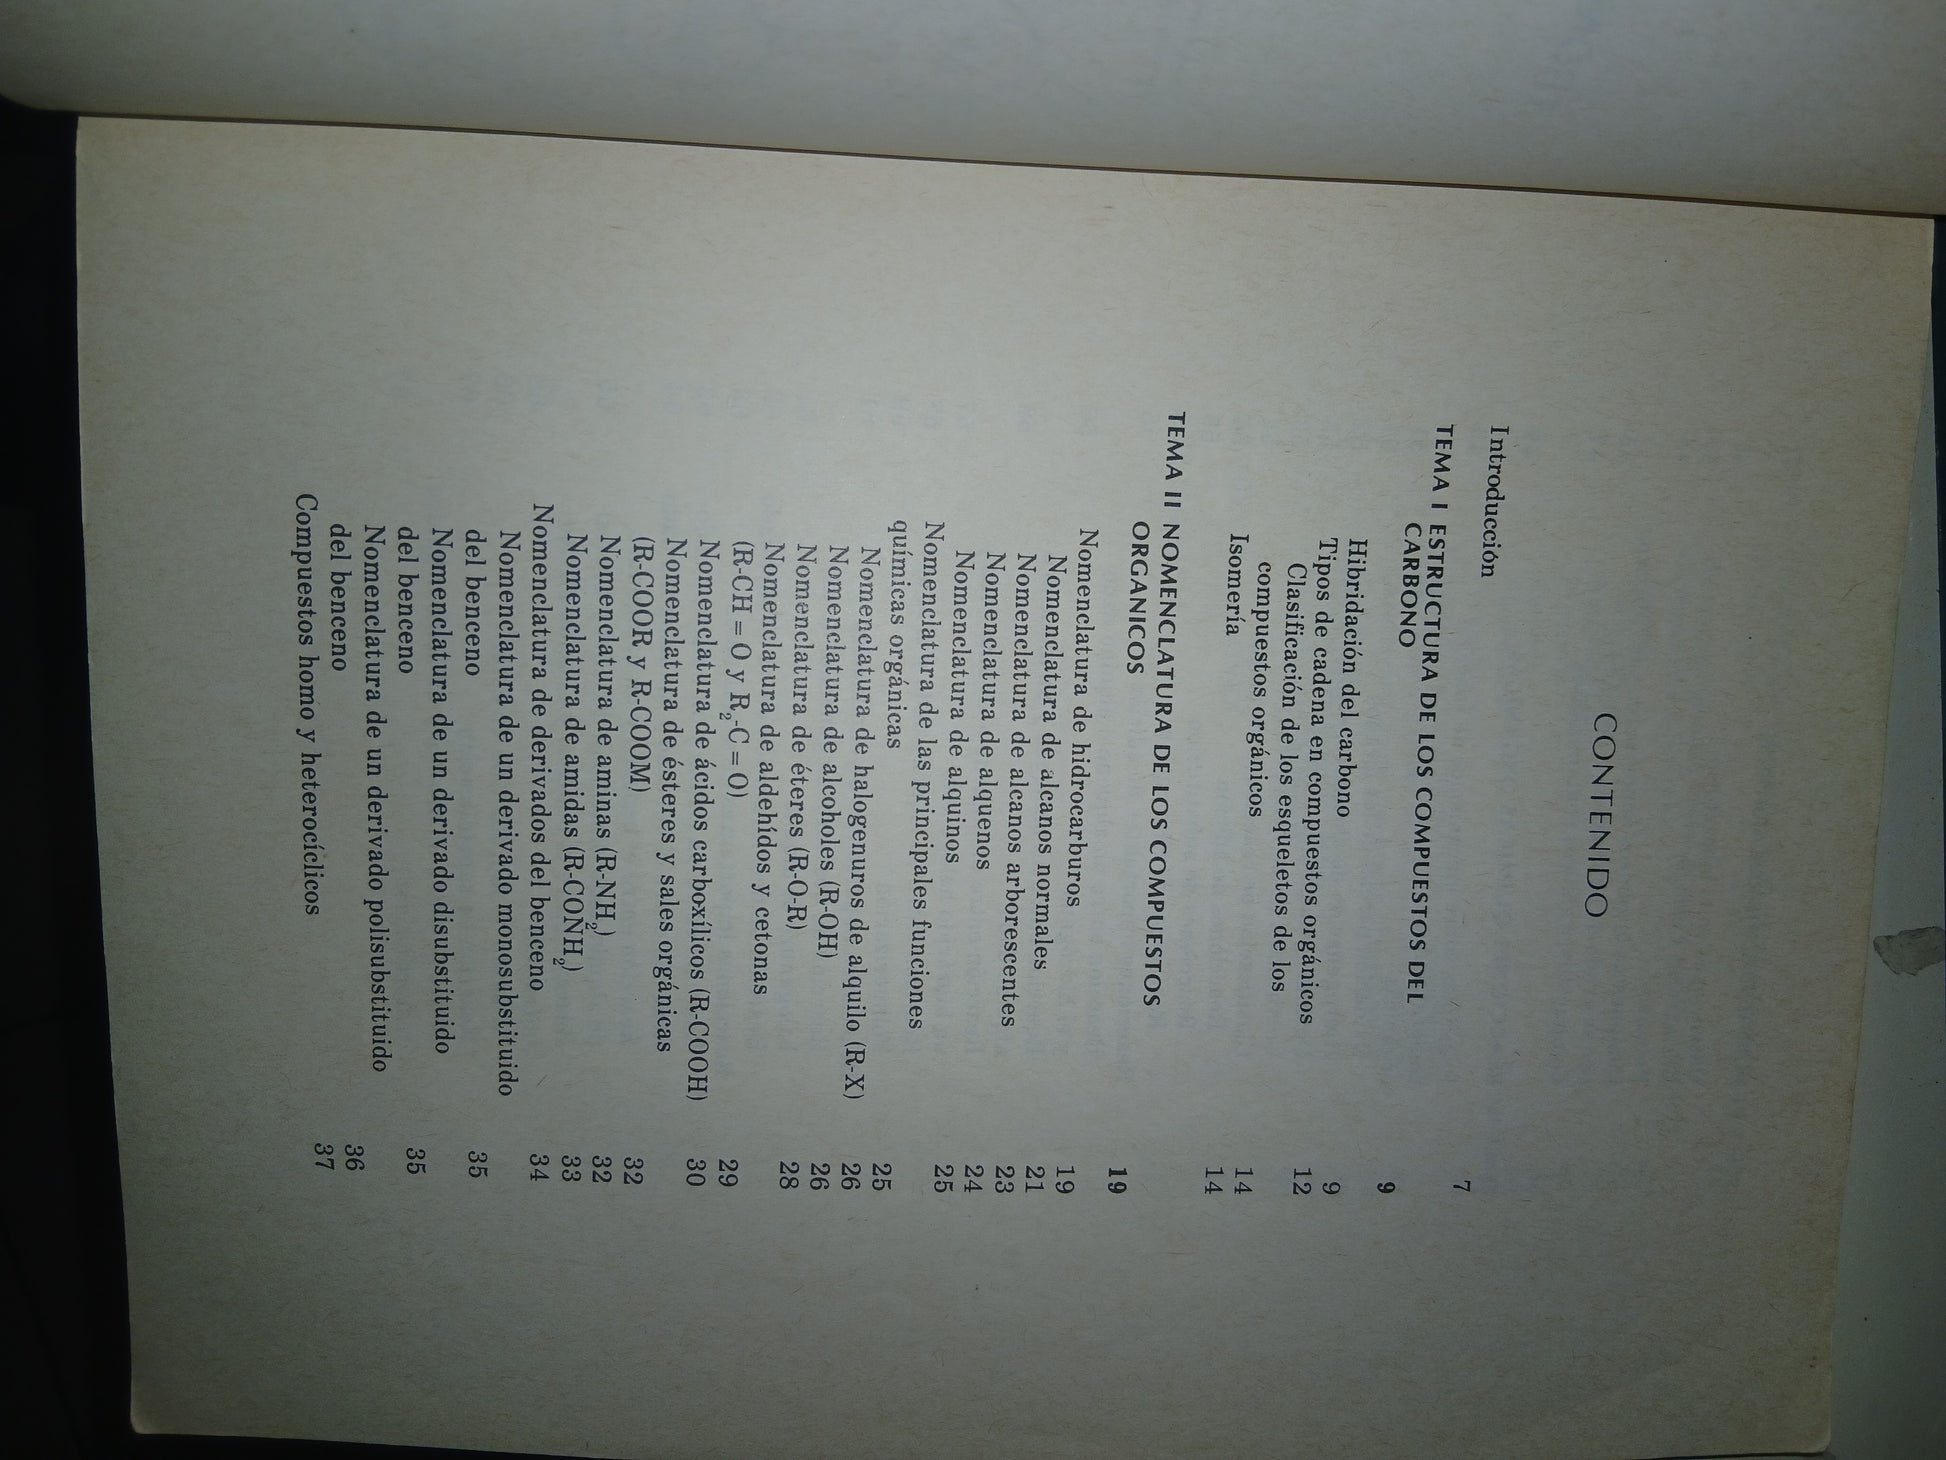 CONTENIDO
Introducción 7
TEMA I ESTRUCTURA DE LOS COMPUESTOS DEL
CARBONO 9
Hibridación del carbono 9
Tipos de cadena en compuestos orgánicos 12
Clasificación de los esqueletos de los
compuestos orgánicos 14
Isomería 14
TEMA II NOMENCLATURA DE LOS COMPUESTOS
ORGANICOS 19
Nomenclatura de hidrocarburos 19
Nomenclatura de alcanos normales 21
Nomenclatura de alcanos arborescentes 23
Nomenclatura de alquenos 24
Nomenclatura de alquinos 25
Nomenclatura de las principales funciones
químicas orgánicas 25
Nomenclatura de halogenuros de alquilo (R-X) 26
Nomenclatura de alcoholes (R-OH) 26
Nomenclatura de éteres (R-O-R) 28
Nomenclatura de aldehídos y cetonas
(R-CH = O y R₂-C = O) 29
Nomenclatura de ácidos carboxílicos (R-COOH) 30
Nomenclatura de ésteres y sales orgánicas
(R-COOR y R-COOM) 32
Nomenclatura de aminas (R-NH₂) 32
Nomenclatura de amidas (R-CONH₂) 33
Nomenclatura de derivados del benceno 34
Nomenclatura de un derivado monosubstituido
del benceno 35
Nomenclatura de un derivado disubstituido
del benceno 35
Nomenclatura de un derivado polisubstituido
del benceno 36
Compuestos homo y heterocíclicos 37